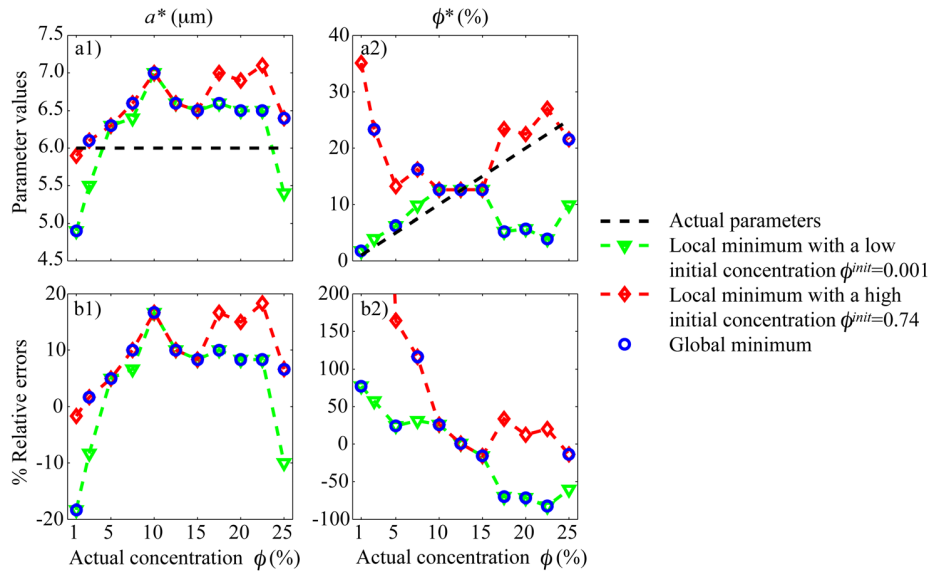 a* (μm)
ϕ* (%)
7.5
7.0
6.5
6.0
5.5
5.0
4.5
Parameter values
a1)
40
30
20
10
0
a2)
Actual parameters
Local minimum with a low
initial concentration ϕinit=0.001
Local minimum with a high
initial concentration ϕinit=0.74
Global minimum
20
10
0
-10
-20
% Relative errors
b1)
1 5 10 15 20 25
Actual concentration ϕ (%)
200
150
100
50
0
-50
-100
b2)
1 5 10 15 20 25
Actual concentration ϕ (%)